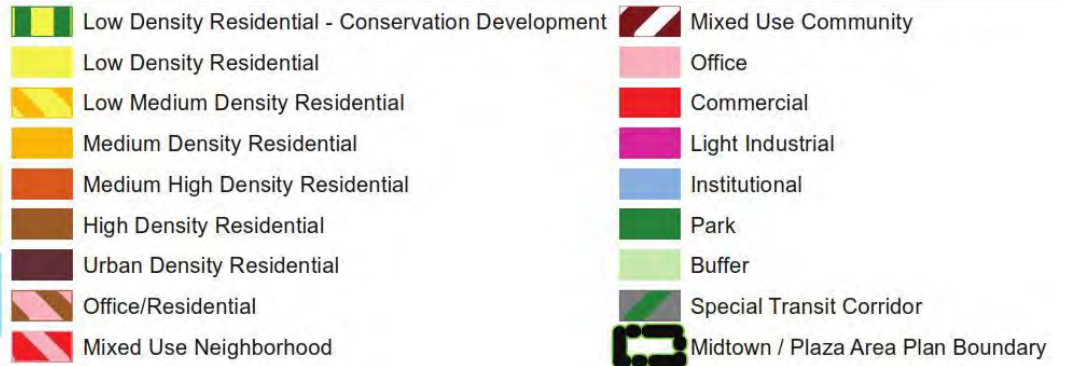 Low Density Residential - Conservation Development
Low Density Residential
Low Medium Density Residential
Medium Density Residential
Medium High Density Residential
High Density Residential
Urban Density Residential
Office/Residential
Mixed Use Neighborhood
Mixed Use Community
Office
Commercial
Light Industrial
Institutional
Park
Buffer
Special Transit Corridor
Midtown / Plaza Area Plan Boundary